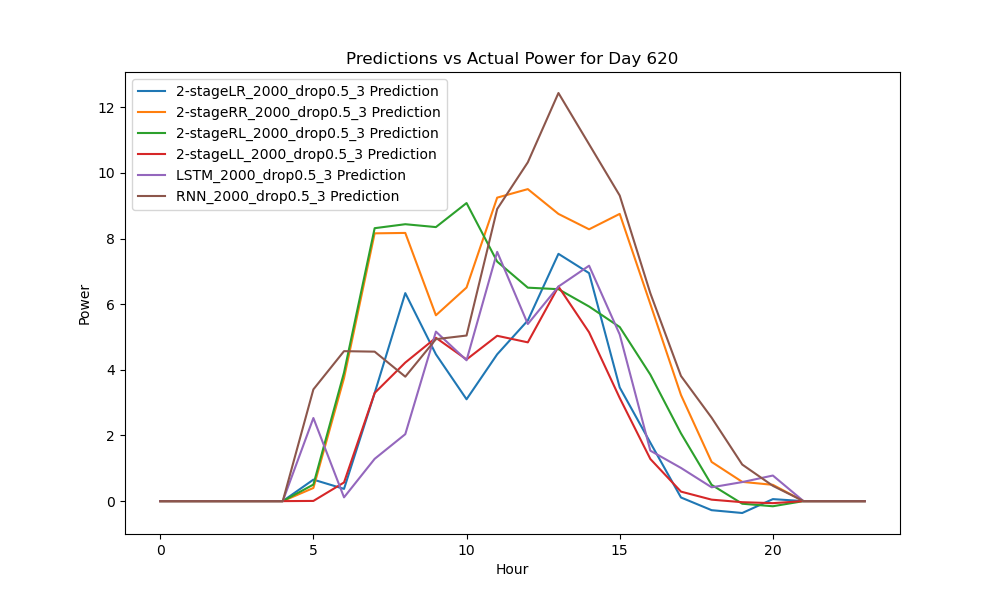 Predictions vs Actual Power for Day 620
2-stageLR_2000_drop0.5_3 Prediction
2-stageRR_2000_drop0.5_3 Prediction
2-stageRL_2000_drop0.5_3 Prediction
2-stageLL_2000_drop0.5_3 Prediction
LSTM_2000_drop0.5_3 Prediction
RNN_2000_drop0.5_3 Prediction
Power
12
10
8
6
4
2
0
0 5 10 15 20
Hour